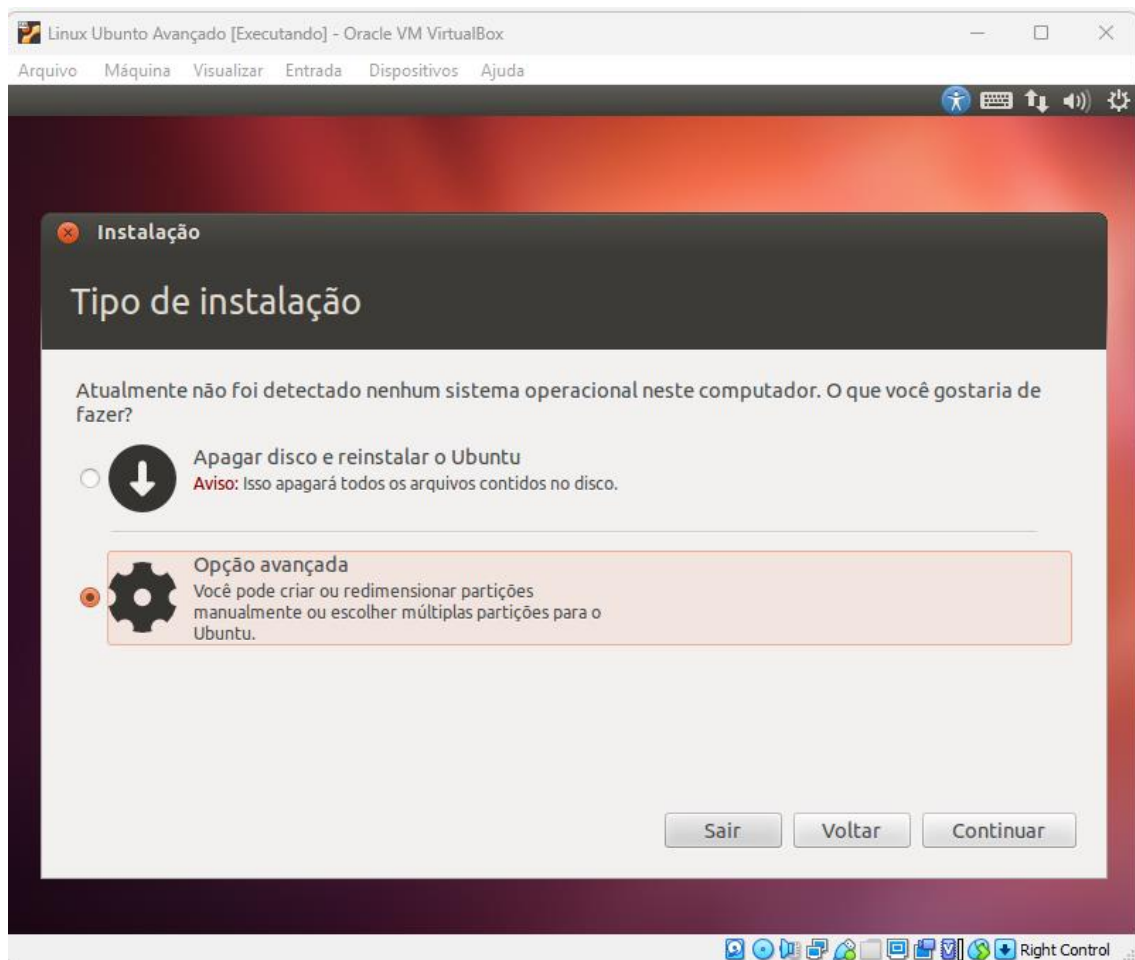 Linux Ubunto Avançado [Executando] - Oracle VM VirtualBox
Arquivo Máquina Visualizar Entrada Dispositivos Ajuda
Instalação
Tipo de instalação
Atualmente não foi detectado nenhum sistema operacional neste computador. O que você gostaria de
fazer?
Apagar disco e reinstalar o Ubuntu
Aviso: Isso apagará todos os arquivos contidos no disco.
Opção avançada
Você pode criar ou redimensionar partições
manualmente ou escolher múltiplas partições para o
Ubuntu.
Sair Voltar Continuar
Right Control